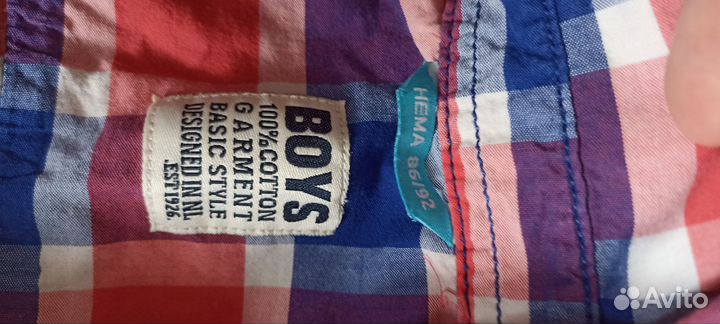 BOYS
100% COTTON
GARMENT
BASIC STYLE
DESIGNED IN NL
.EST 1926.
HEMA 86/92
Avito